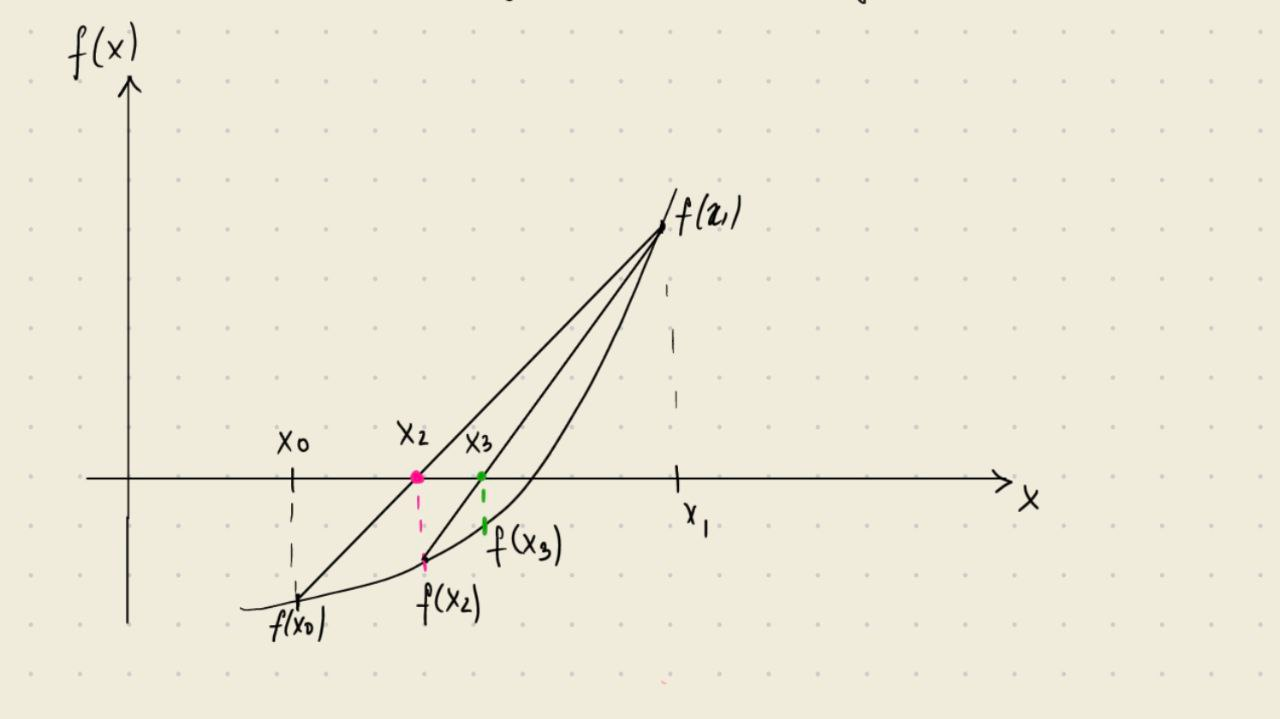 f(x)
f(x₁)
x₀ x₂ x₃
x
x₁
f(x₃)
f(x₂)
f(x₀)